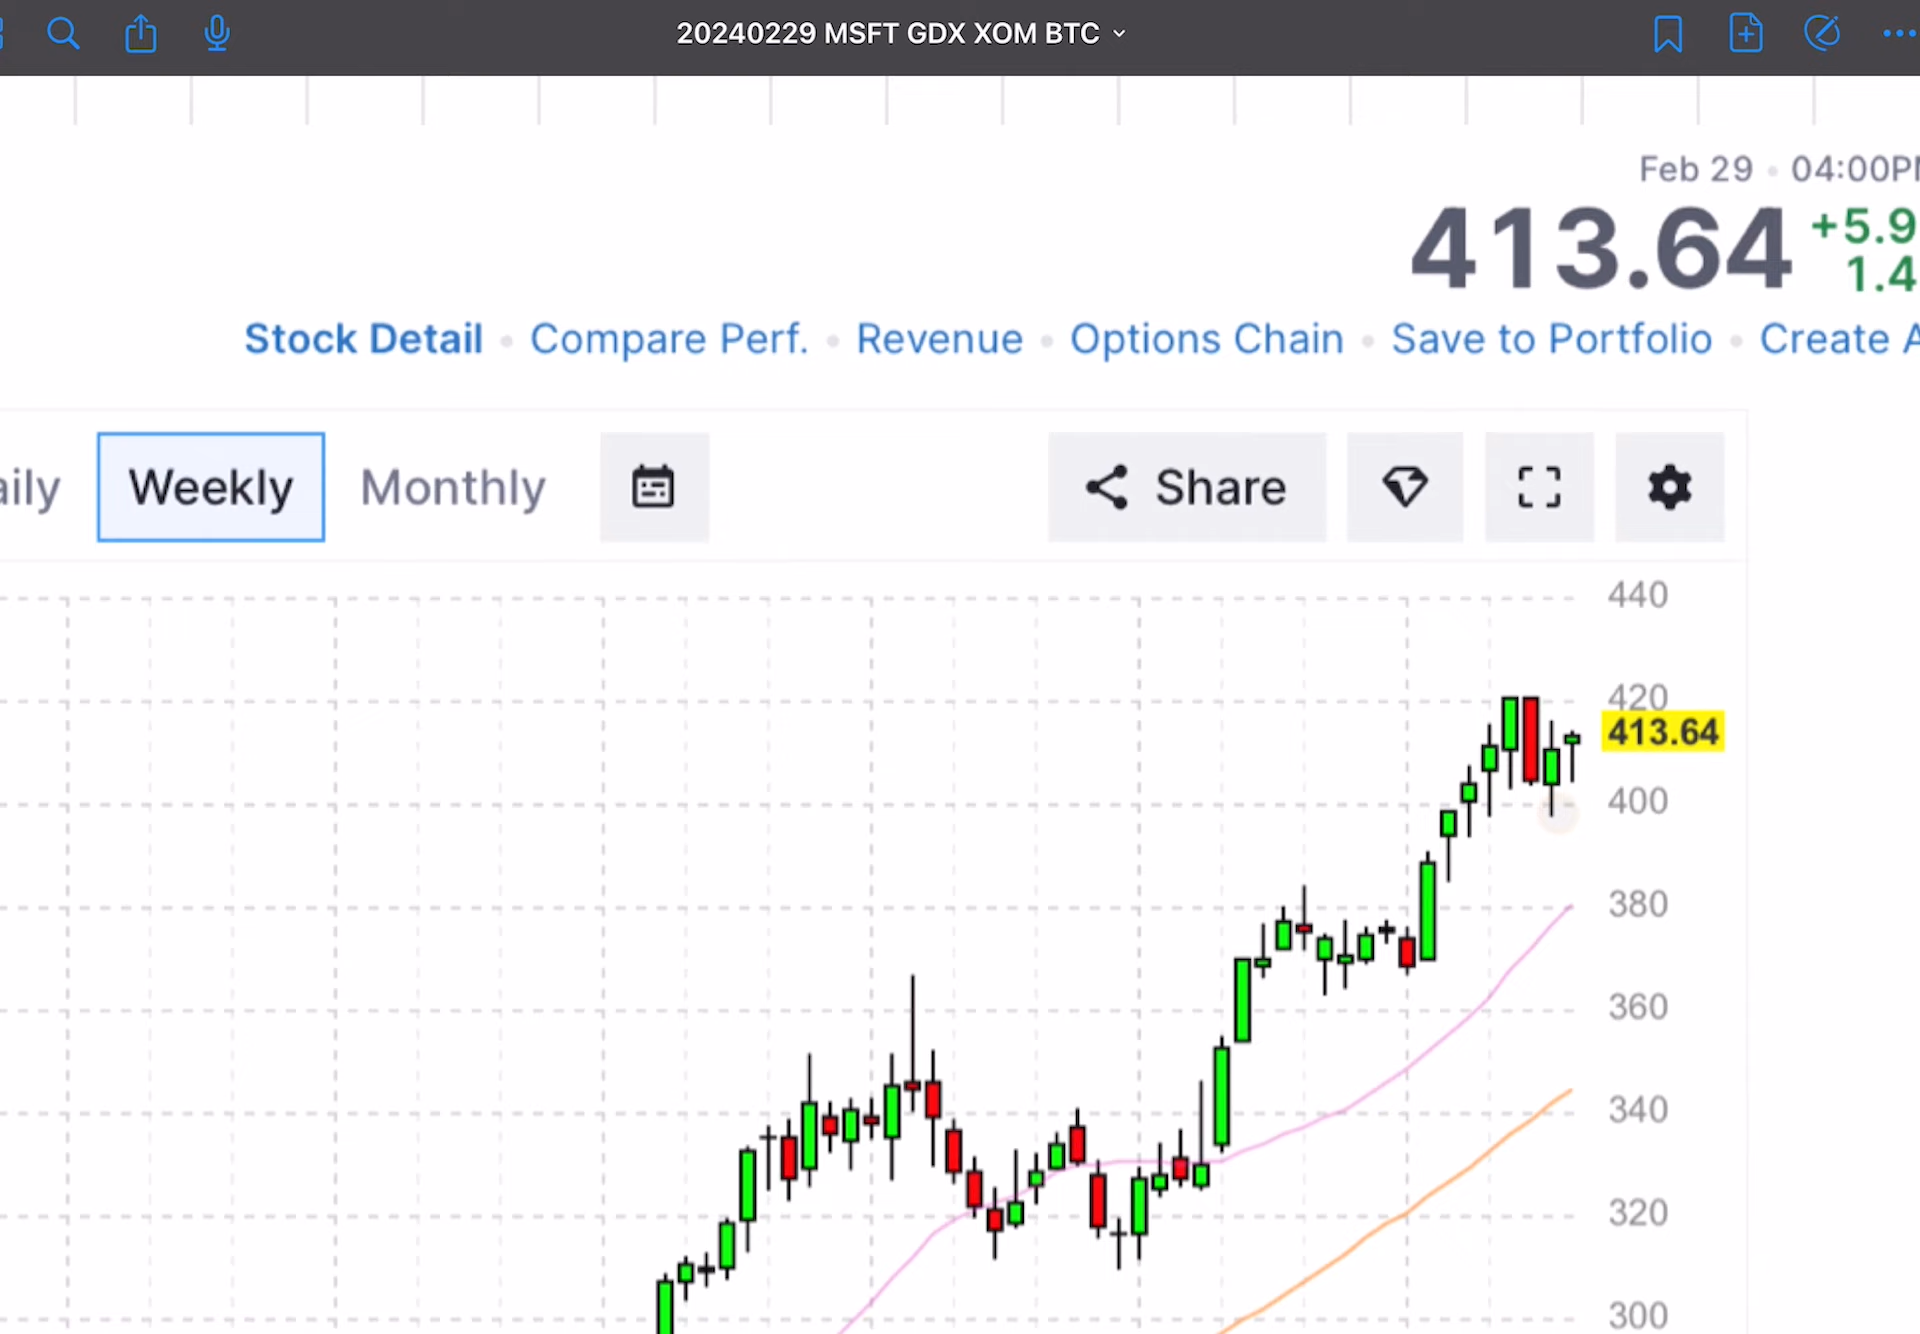 20240229 MSFT GDX XOM BTC
Feb 29 • 04:00P
413.64 +5.9
1.4
Stock Detail • Compare Perf. • Revenue • Options Chain • Save to Portfolio • Create A
aily Weekly Monthly Share
440
420
413.64
400
380
360
340
320
300